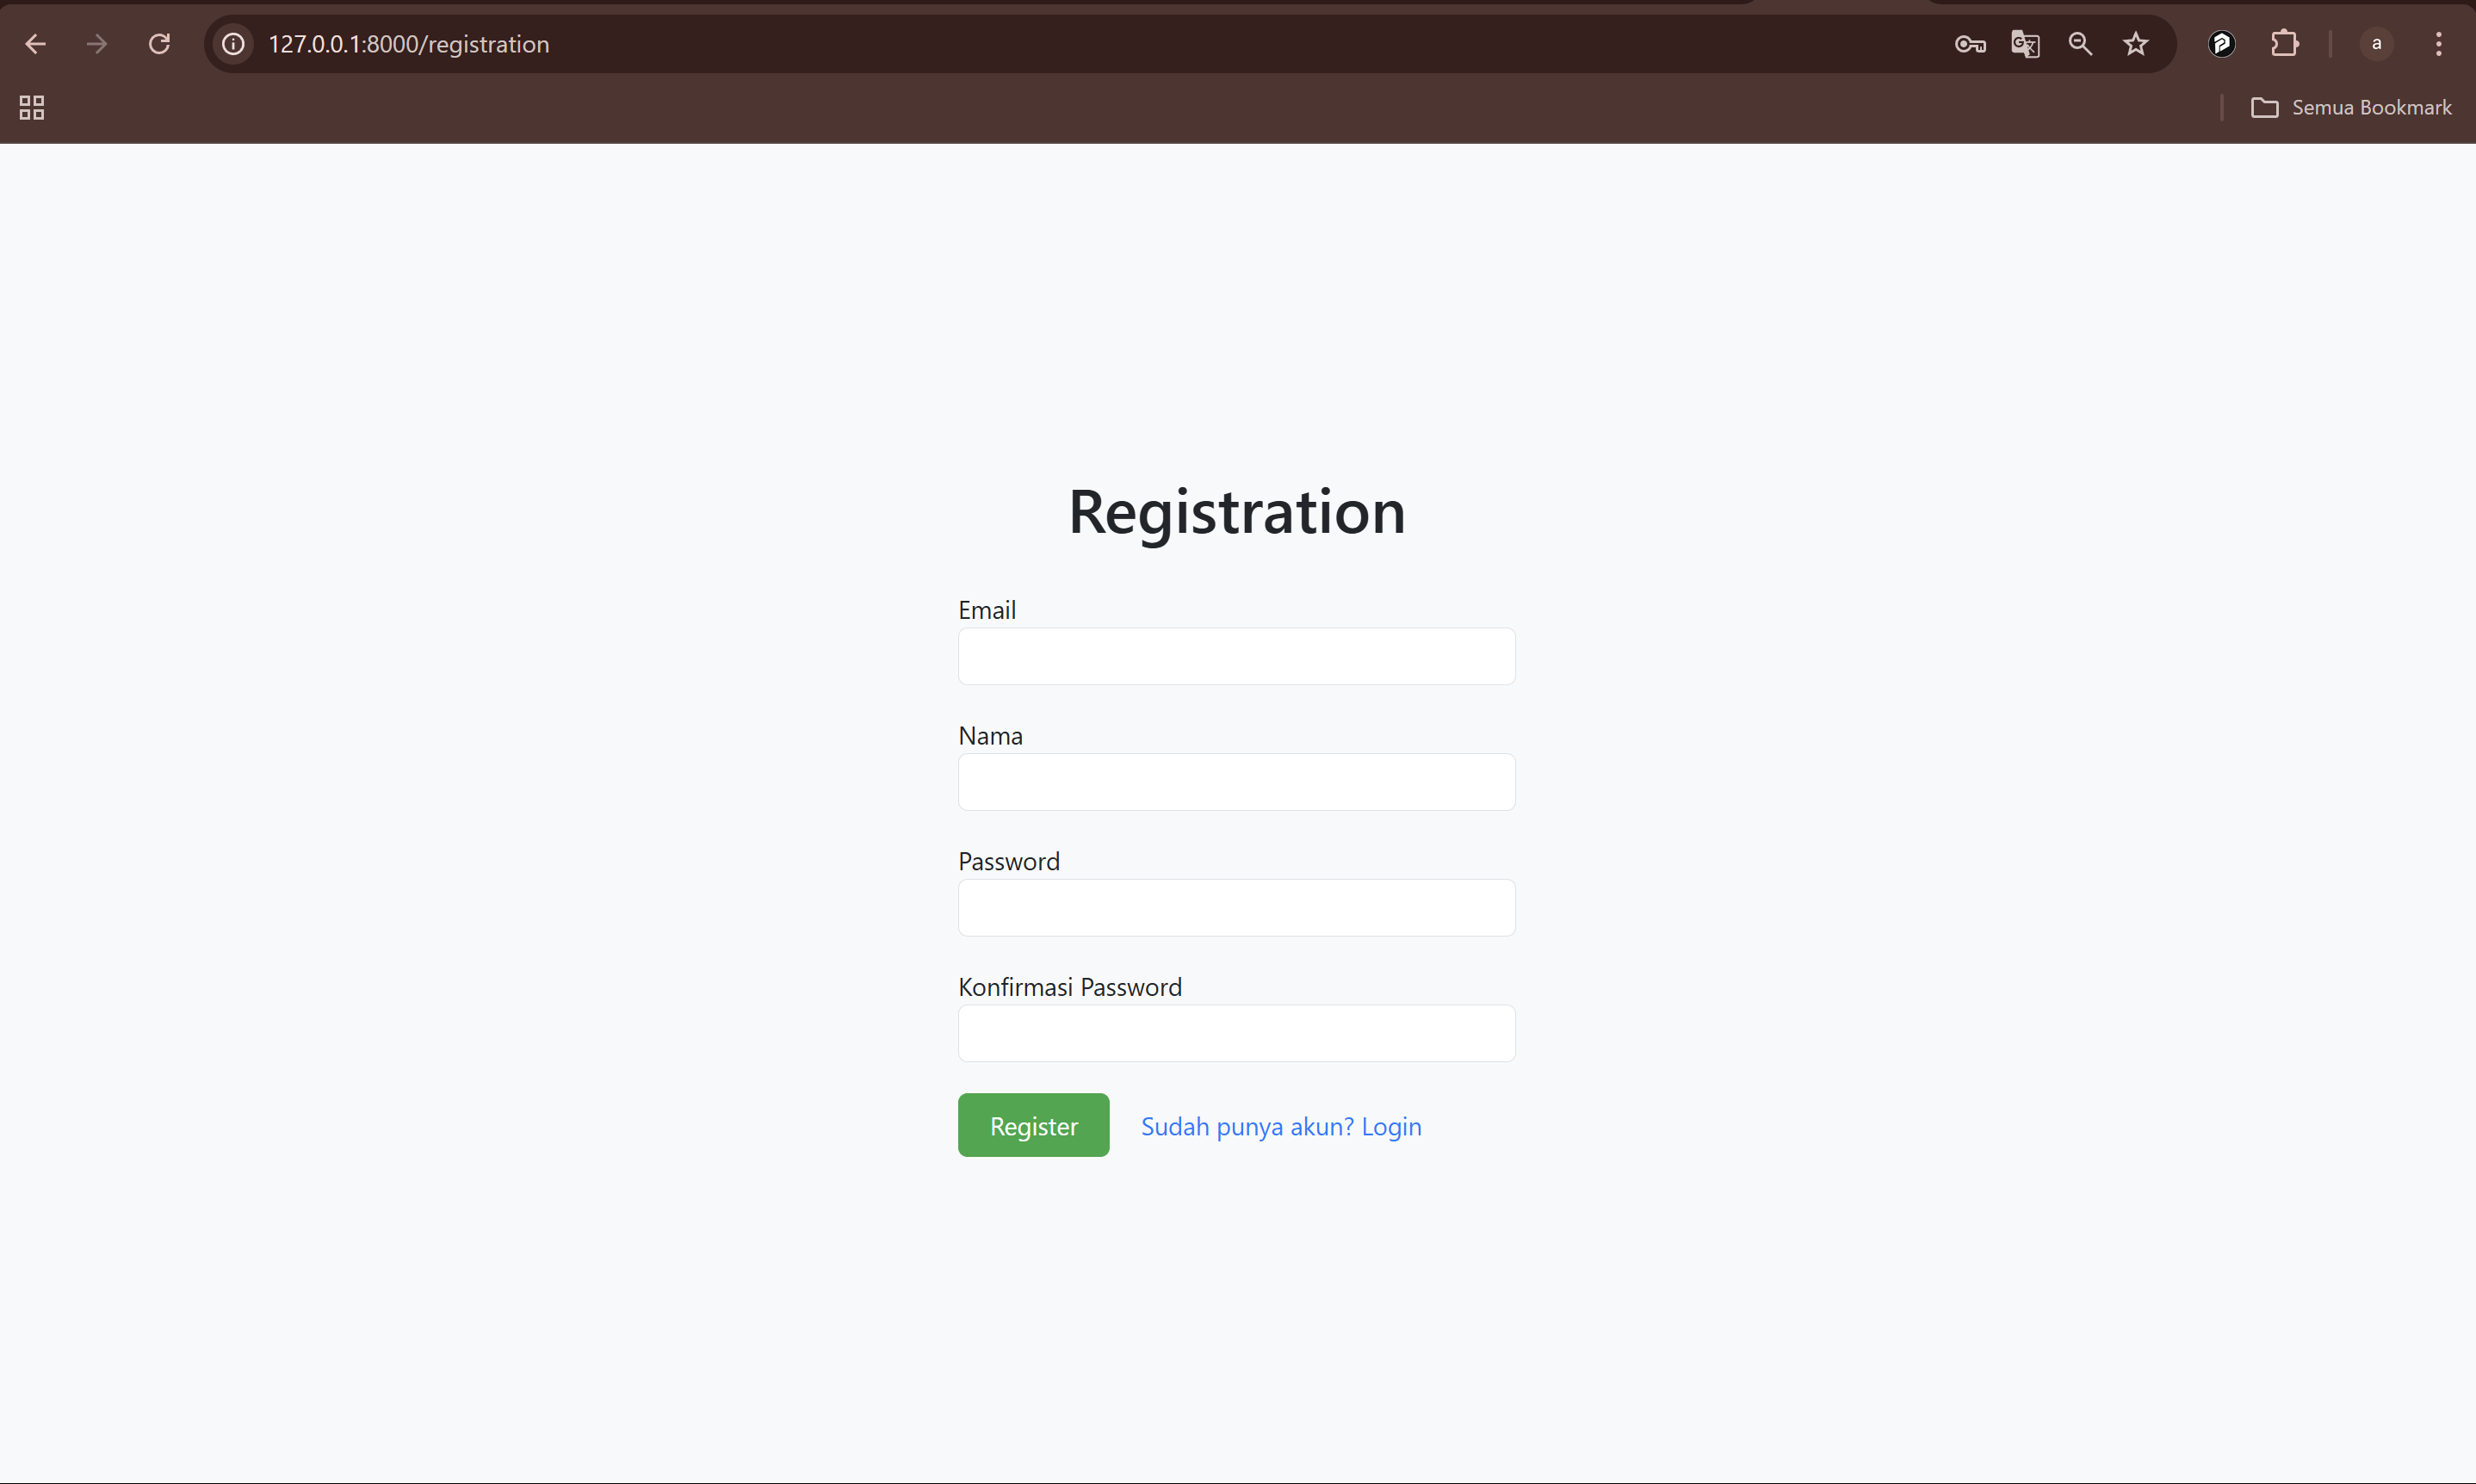 127.0.0.1:8000/registration
a
Semua Bookmark
Registration
Email
Nama
Password
Konfirmasi Password
Register
Sudah punya akun? Login